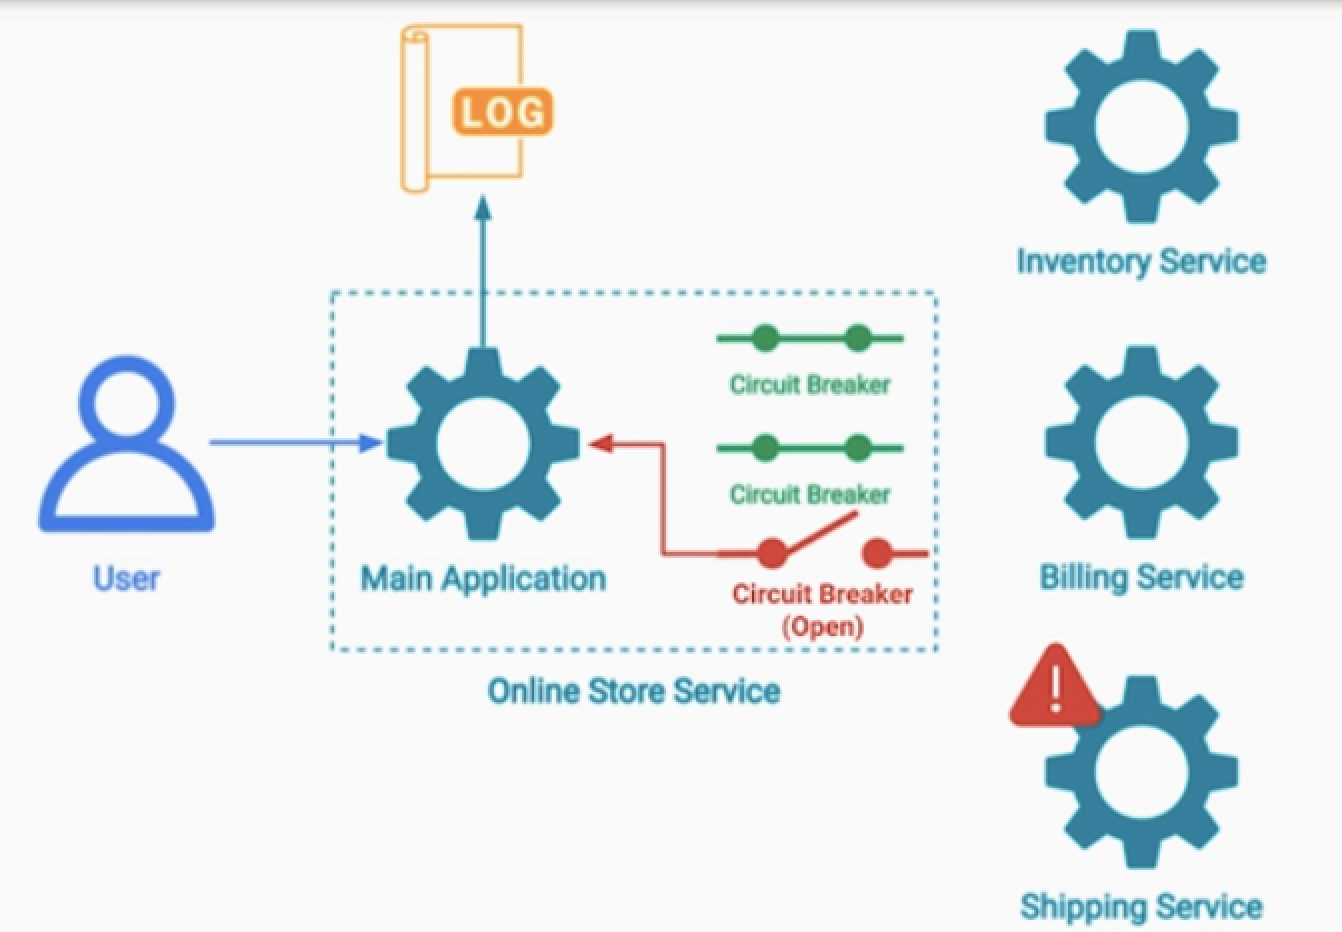 LOG
Inventory Service
Circuit Breaker
Circuit Breaker
User
Main Application
Circuit Breaker
(Open)
Billing Service
Online Store Service
Shipping Service